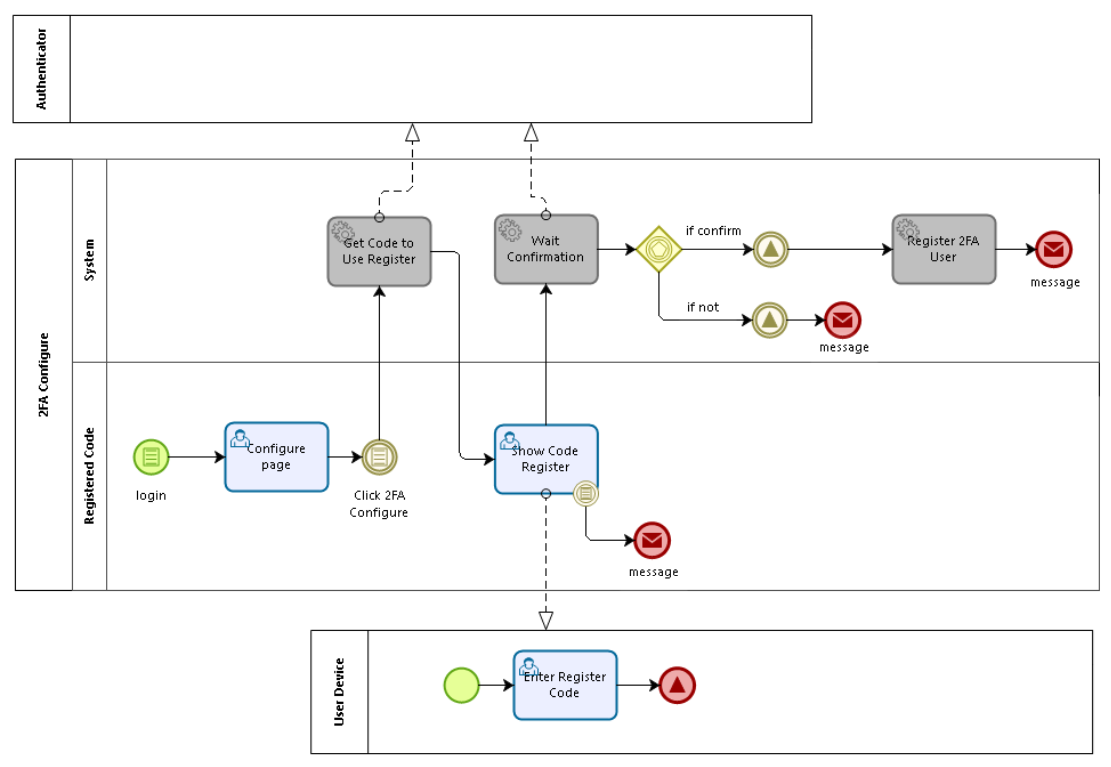 Authenticator
2FA Configure
System
Get Code to
Use Register
Wait
Confirmation
if confirm
Register 2FA
User
message
if not
message
Registered Code
login
Configure
page
Click 2FA
Configure
Show Code
Register
message
User Device
Enter Register
Code